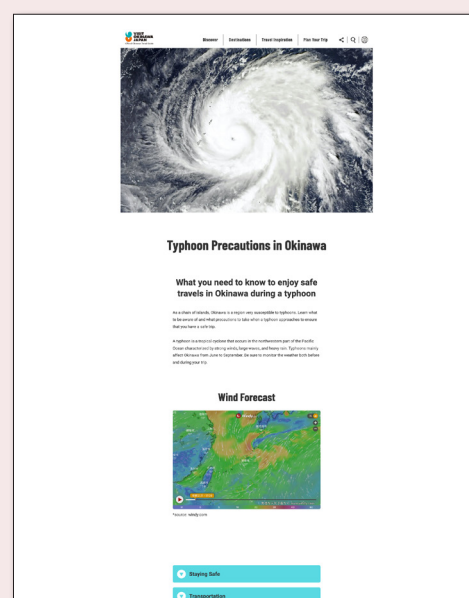 VISIT
OKINAWA
JAPAN
Discover
Destinations
Travel Inspiration
Plan Your Trip
Typhoon Precautions in Okinawa
What you need to know to enjoy safe
travels in Okinawa during a typhoon
As a chain of islands, Okinawa is a region very susceptible to typhoons. Learn what
to be aware of and what precautions to take when a typhoon approaches to ensure
that you have a safe trip.
A typhoon is a tropical cyclone that occurs in the northwestern part of the Pacific
Ocean characterized by strong winds, large waves, and heavy rain. Typhoons mainly
affect Okinawa from June to September. Be sure to monitor the weather both before
and during your trip.
Wind Forecast
*source: windy.com
Staying Safe
Transportation